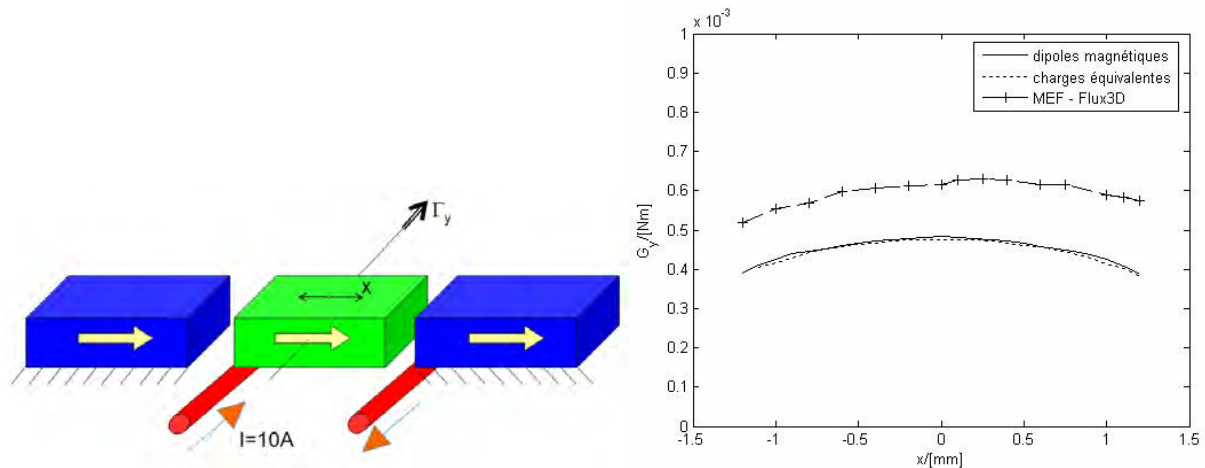 Γy
X
I=10A
x 10⁻³
1
0.9
0.8
0.7
0.6
0.5
0.4
0.3
0.2
0.1
0
G_y/[Nm]
dipoles magnétiques
charges équivalentes
MEF - Flux3D
-1.5
-1
-0.5
0
0.5
1
1.5
x/[mm]